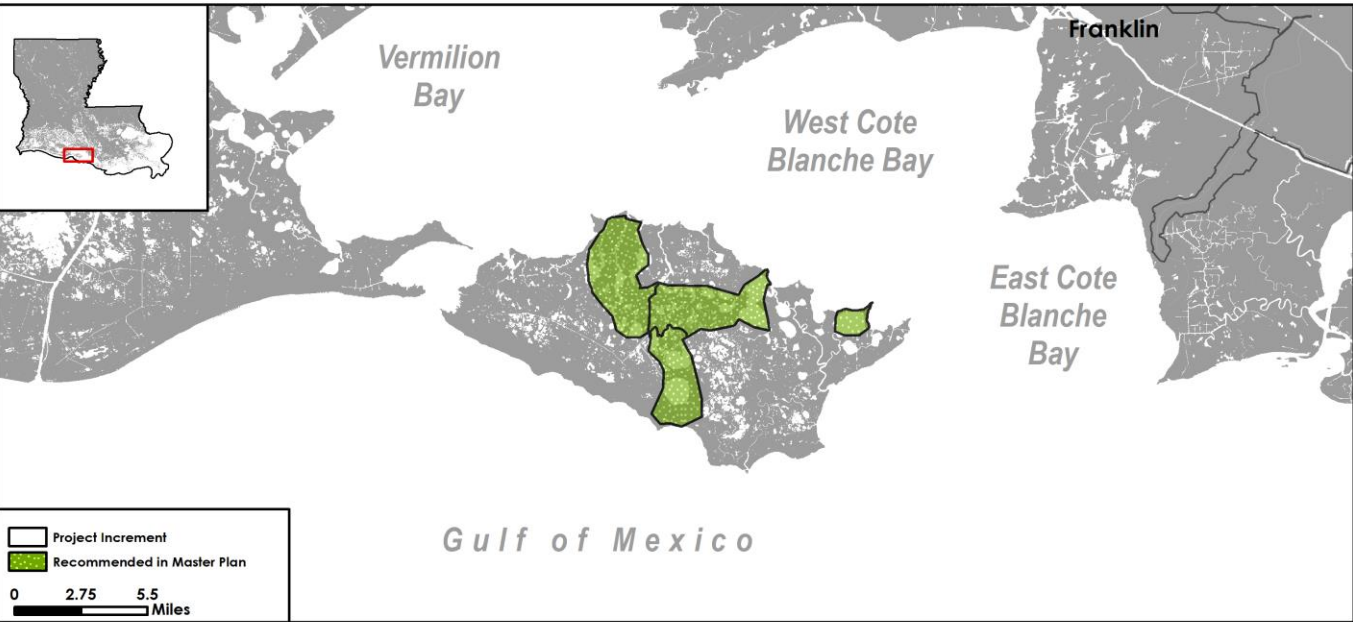 Franklin
Vermilion
Bay
West Cote
Blanche Bay
East Cote
Blanche
Bay
Gulf of Mexico
Project Increment
Recommended in Master Plan
0 2.75 5.5
Miles